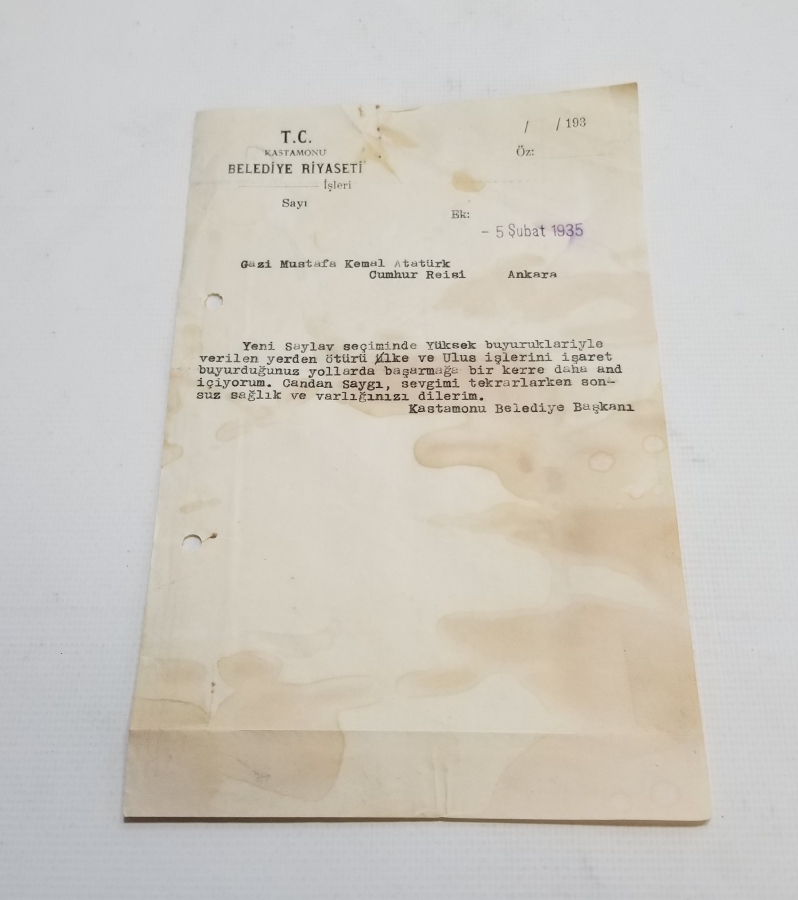 T.C.
KASTAMONU
BELEDİYE RİYASETİ
İşleri
Sayı
/ / 193
Öz:
Ek:
- 5 Şubat 1935
Gazi Mustafa Kemal Atatürk
Cumhur Reisi Ankara
Yeni Saylav seçiminde Yüksek buyuruklariyle
verilen yerden ötürü Ülke ve Ulus işlerini işaret
buyurduğunuz yollarda başarmağa bir kerre daha and
içiyorum. Candan Saygı, sevgimi tekrarlarken son-
suz sağlık ve varlığınızı dilerim.
Kastamonu Belediye Başkanı